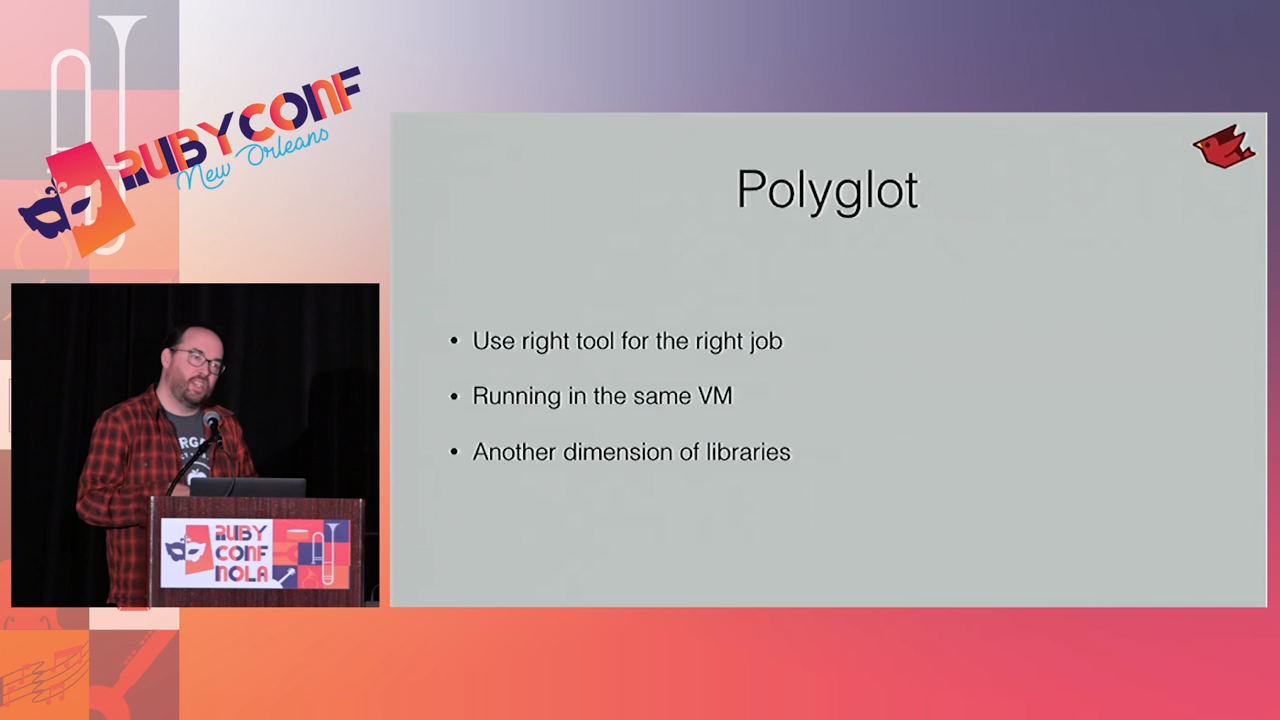 RUBYCONF
New Orleans
Polyglot
• Use right tool for the right job
• Running in the same VM
• Another dimension of libraries
RUBY
CONF
NOLA